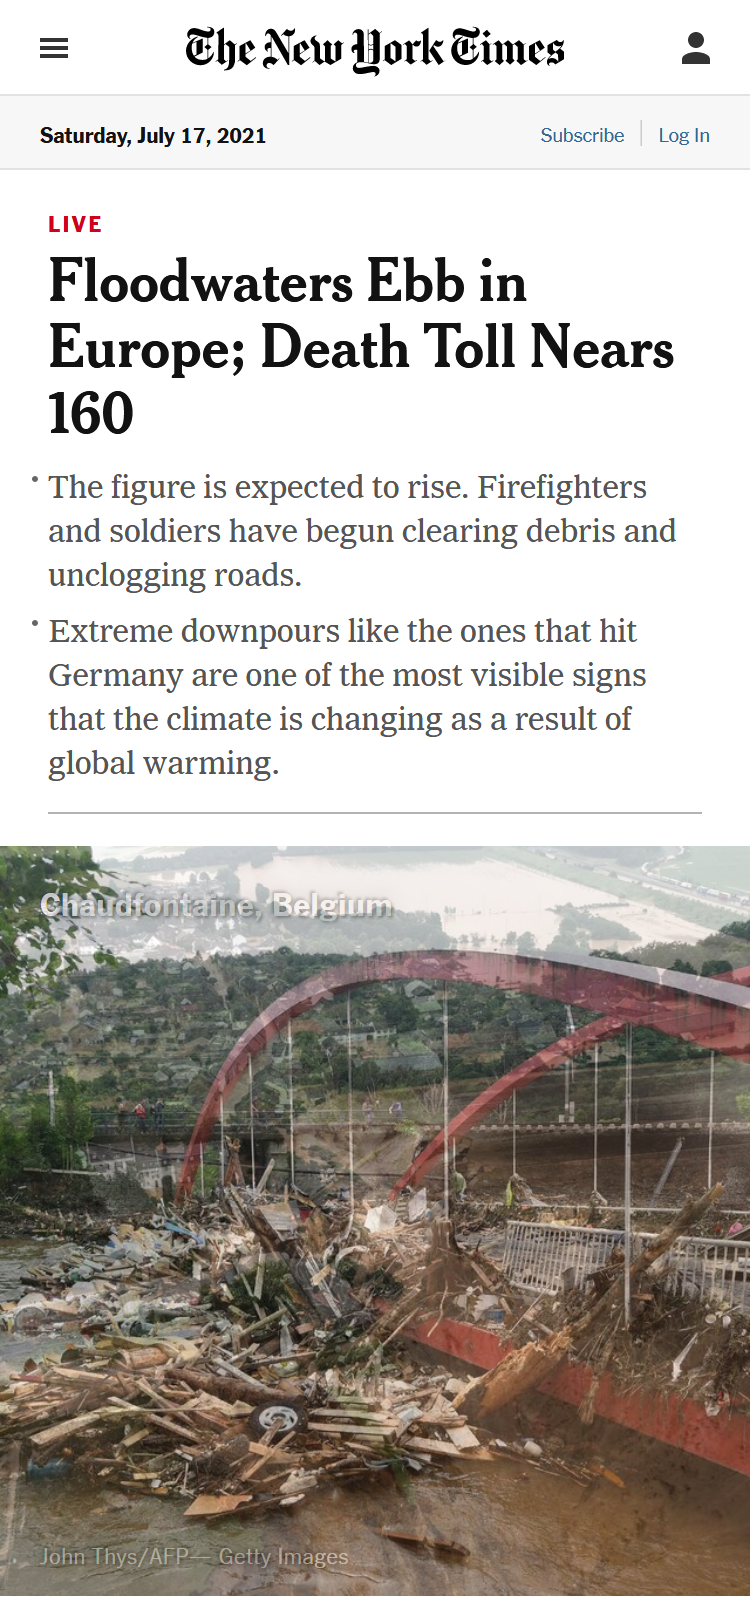 The New York Times
Saturday, July 17, 2021
Subscribe
Log In
LIVE
Floodwaters Ebb in
Europe; Death Toll Nears
160
• The figure is expected to rise. Firefighters
and soldiers have begun clearing debris and
unclogging roads.
• Extreme downpours like the ones that hit
Germany are one of the most visible signs
that the climate is changing as a result of
global warming.
Chaudfontaine, Belgium
John Thys/AFP— Getty Images